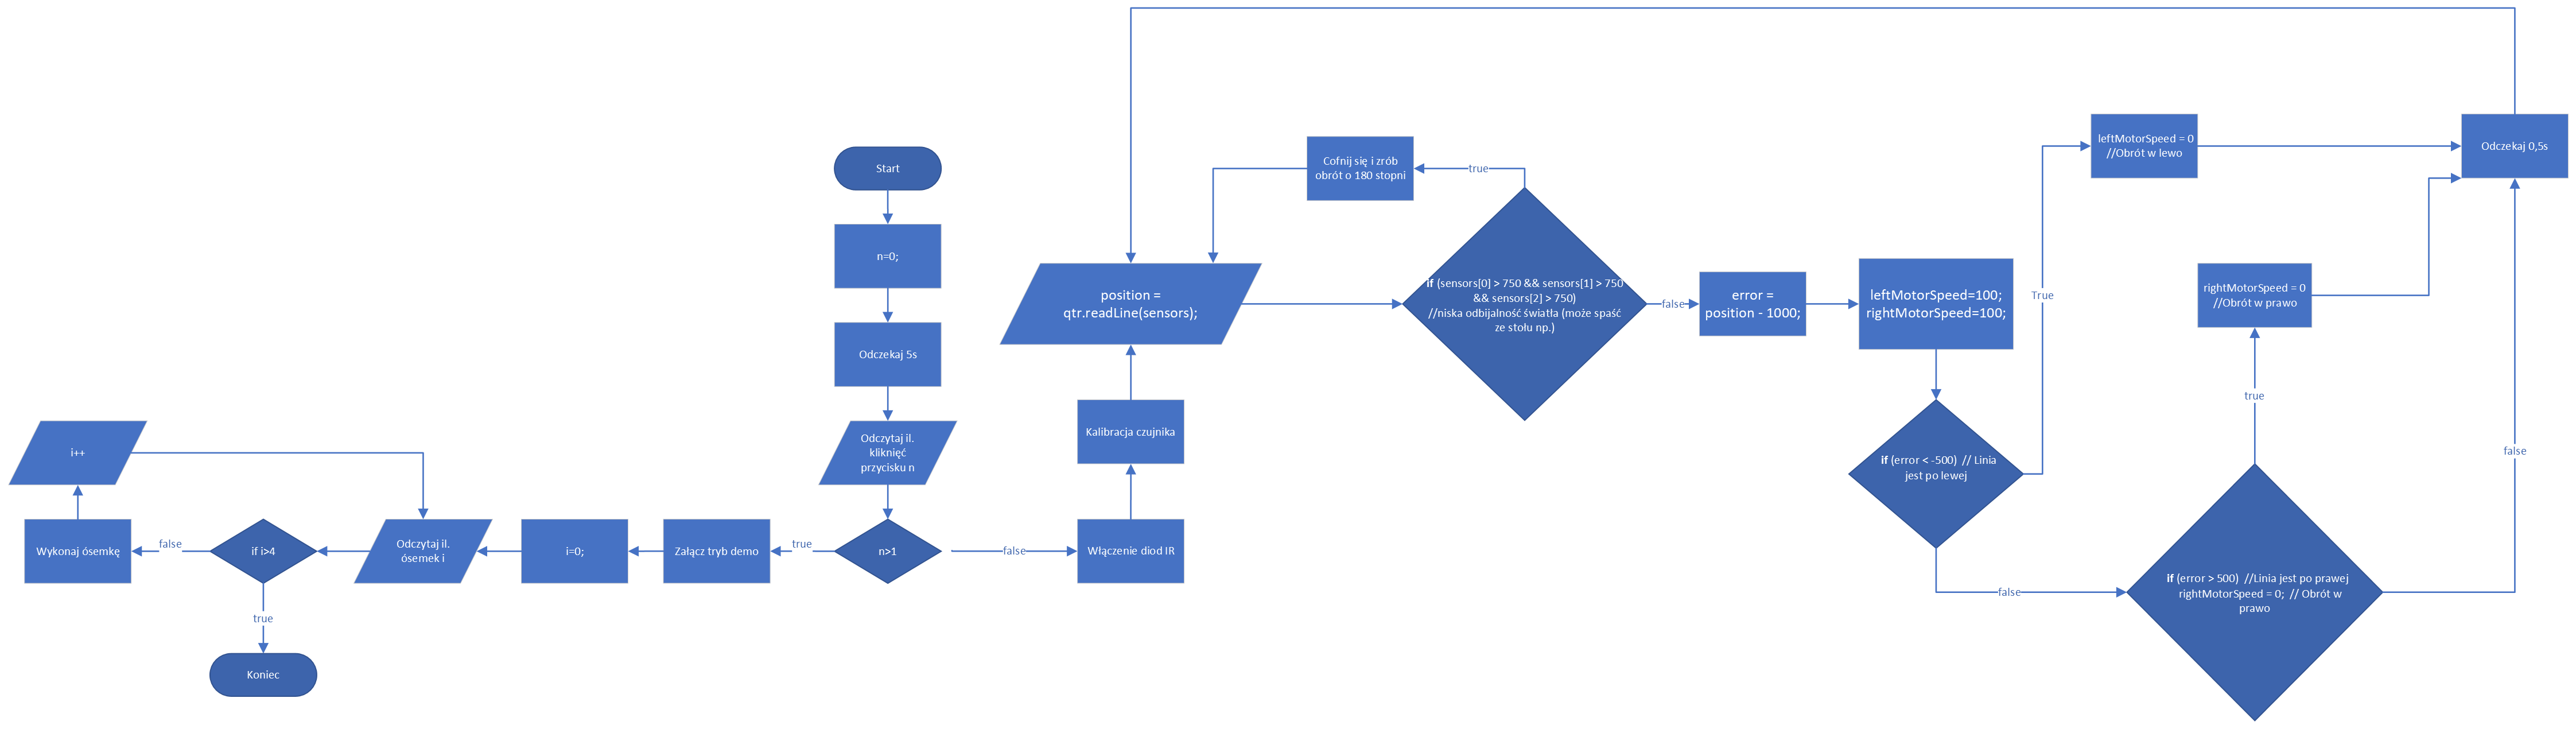 Start
n=0;
Odczekaj 5s
Odczytaj il.
kliknięć
przycisku n
n>1
true
Załącz tryb demo
i=0;
Odczytaj il.
ósemek i
if i>4
false
Wykonaj ósemkę
i++
true
Koniec
false
Włączenie diod IR
Kalibracja czujnika
position =
qtr.readLine(sensors);
if (sensors[0] > 750 && sensors[1] > 750
&& sensors[2] > 750)
//niska odbijalność światła (może spaść
ze stołu np.)
true
Cofnij się i zrób
obrót o 180 stopni
false
error =
position - 1000;
leftMotorSpeed=100;
rightMotorSpeed=100;
if (error < -500) // Linia
jest po lewej
True
leftMotorSpeed = 0
//Obrót w lewo
false
if (error > 500) //Linia jest po prawej
rightMotorSpeed = 0; // Obrót w
prawo
true
rightMotorSpeed = 0
//Obrót w prawo
false
Odczekaj 0,5s